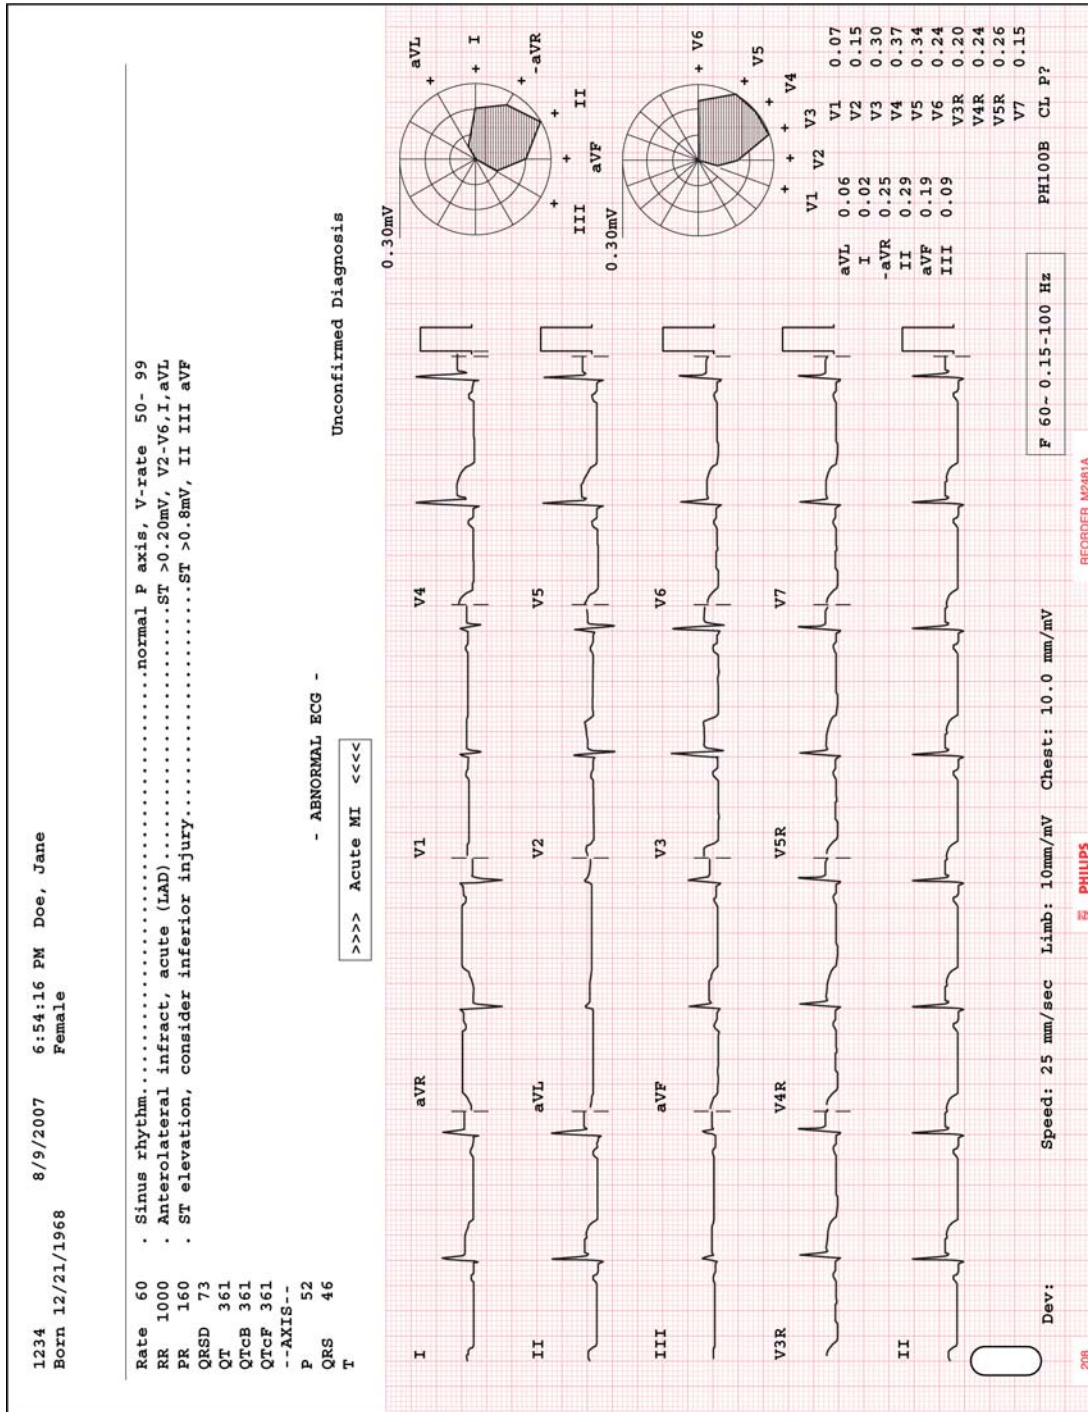 1234 8/9/2007 6:54:16 PM Doe, Jane
Born 12/21/1968 Female
Rate 60 . Sinus rhythm....................................normal P axis, V-rate 50- 99
RR 1000 . Anterolateral infract, acute (LAD)......................ST >0.20mV, V2-V6,I,aVL
PR 160 . ST elevation, consider inferior injury..................ST >0.8mV, II III aVF
QRSD 73
QT 361
QTcB 361
QTcF 361
--AXIS--
P 52
QRS 46
T
- ABNORMAL ECG -
>>>> Acute MI <<<<
Unconfirmed Diagnosis
I aVR V1 V4
II aVL V2 V5
III aVF V3 V6
V3R V4R V5R V7
II
0.30mV
aVL
I
-aVR
II
aVF
III
0.30mV
V6
V5
V4
V3
V2
V1
aVL 0.06
I 0.02
-aVR 0.25
II 0.29
aVF 0.19
III 0.09
V1 0.07
V2 0.15
V3 0.30
V4 0.37
V5 0.34
V6 0.24
V3R 0.20
V4R 0.24
V5R 0.26
V7 0.15
Dev: Speed: 25 mm/sec Limb: 10mm/mV Chest: 10.0 mm/mV F 60~ 0.15-100 Hz PH100B CL P?
208 PHILIPS REORDER M2481A